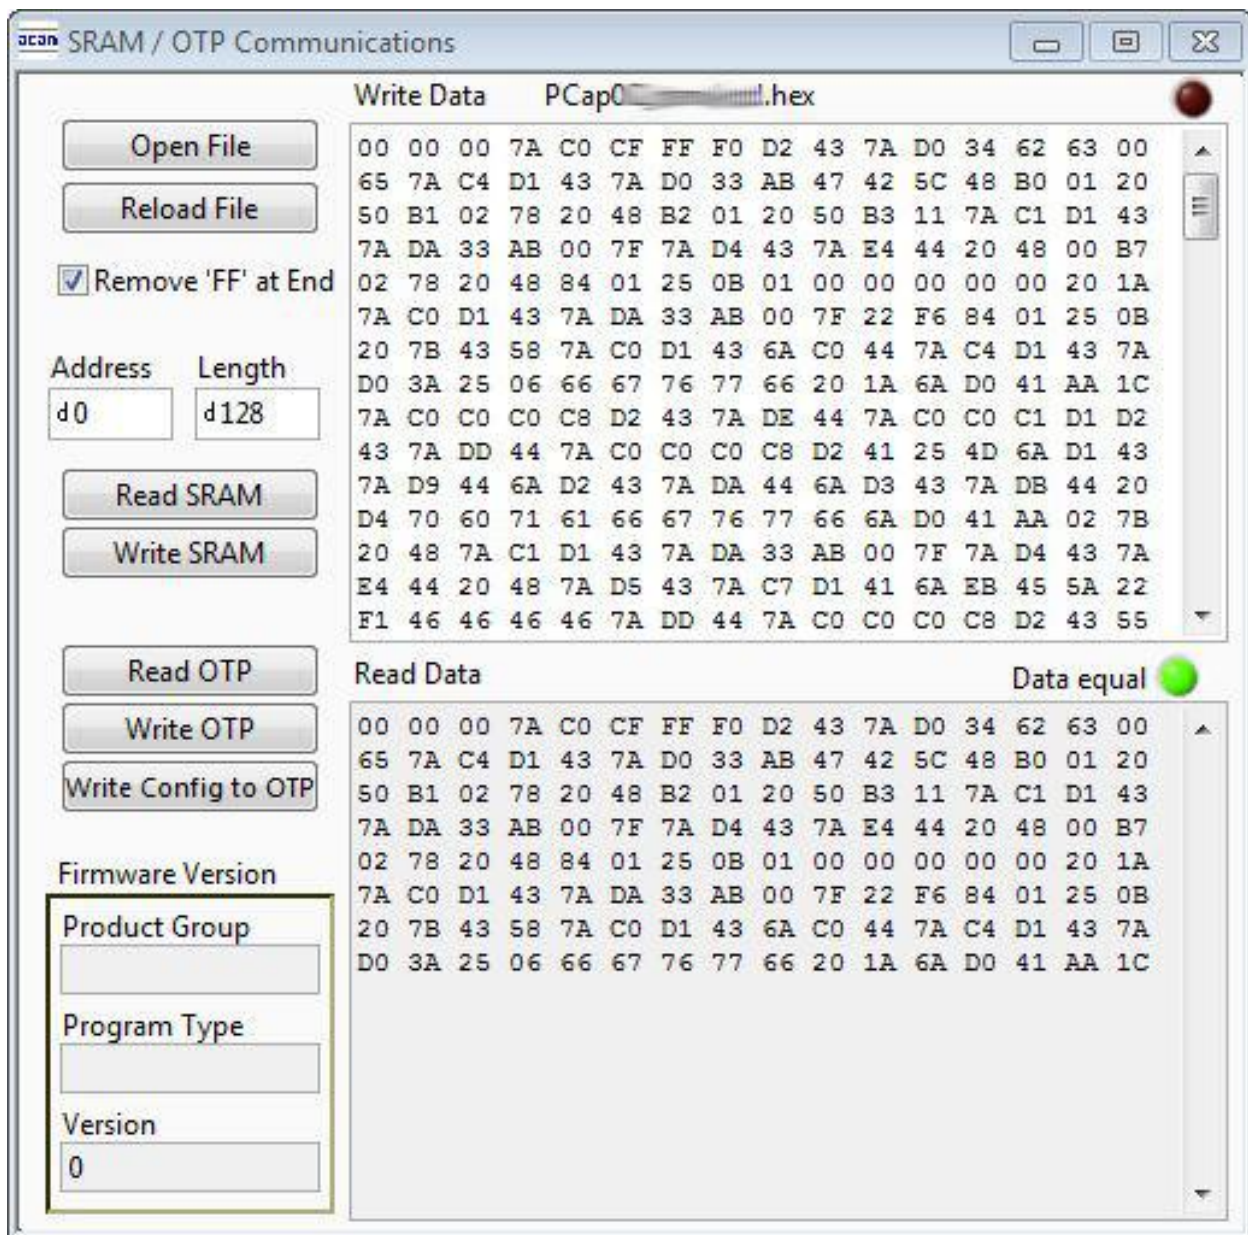 acan SRAM / OTP Communications
Write Data PCap0 .hex
Open File
Reload File
Remove 'FF' at End
Address Length
d 0 d 128
Read SRAM
Write SRAM
Read OTP
Write OTP
Write Config to OTP
Firmware Version
Product Group
Program Type
Version
0
00 00 00 7A C0 CF FF F0 D2 43 7A D0 34 62 63 00
65 7A C4 D1 43 7A D0 33 AB 47 42 5C 48 B0 01 20
50 B1 02 78 20 48 B2 01 20 50 B3 11 7A C1 D1 43
7A DA 33 AB 00 7F 7A D4 43 7A E4 44 20 48 00 B7
02 78 20 48 84 01 25 0B 01 00 00 00 00 00 20 1A
7A C0 D1 43 7A DA 33 AB 00 7F 22 F6 84 01 25 0B
20 7B 43 58 7A C0 D1 43 6A C0 44 7A C4 D1 43 7A
D0 3A 25 06 66 67 76 77 66 20 1A 6A D0 41 AA 1C
7A C0 C0 C0 C8 D2 43 7A DE 44 7A C0 C0 C1 D1 D2
43 7A DD 44 7A C0 C0 C0 C8 D2 41 25 4D 6A D1 43
7A D9 44 6A D2 43 7A DA 44 6A D3 43 7A DB 44 20
D4 70 60 71 61 66 67 76 77 66 6A D0 41 AA 02 7B
20 48 7A C1 D1 43 7A DA 33 AB 00 7F 7A D4 43 7A
E4 44 20 48 7A D5 43 7A C7 D1 41 6A EB 45 5A 22
F1 46 46 46 46 7A DD 44 7A C0 C0 C0 C8 D2 43 55
Read Data Data equal
00 00 00 7A C0 CF FF F0 D2 43 7A D0 34 62 63 00
65 7A C4 D1 43 7A D0 33 AB 47 42 5C 48 B0 01 20
50 B1 02 78 20 48 B2 01 20 50 B3 11 7A C1 D1 43
7A DA 33 AB 00 7F 7A D4 43 7A E4 44 20 48 00 B7
02 78 20 48 84 01 25 0B 01 00 00 00 00 00 20 1A
7A C0 D1 43 7A DA 33 AB 00 7F 22 F6 84 01 25 0B
20 7B 43 58 7A C0 D1 43 6A C0 44 7A C4 D1 43 7A
D0 3A 25 06 66 67 76 77 66 20 1A 6A D0 41 AA 1C